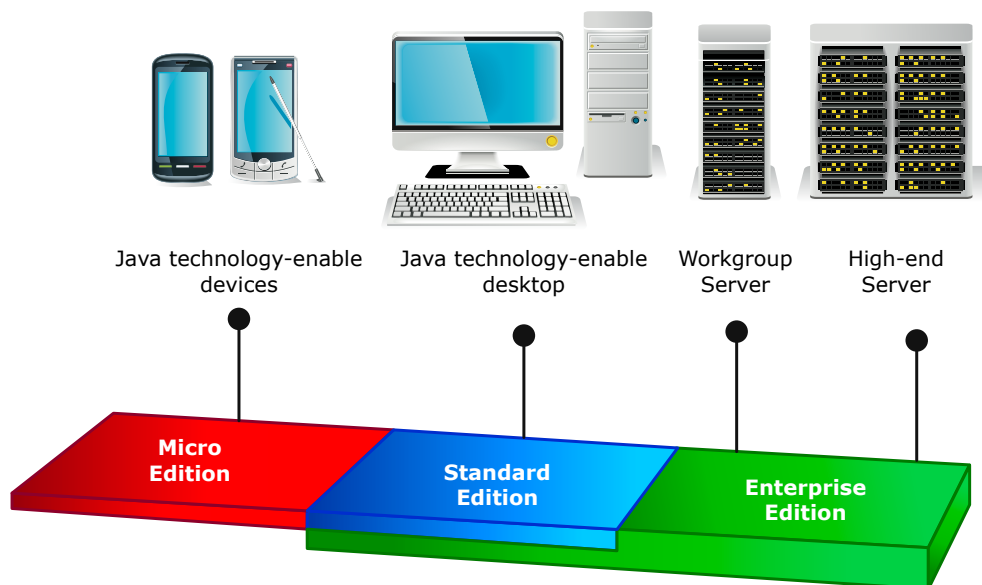 Java technology-enable
devices
Java technology-enable
desktop
Workgroup
Server
High-end
Server
Micro
Edition
Standard
Edition
Enterprise
Edition